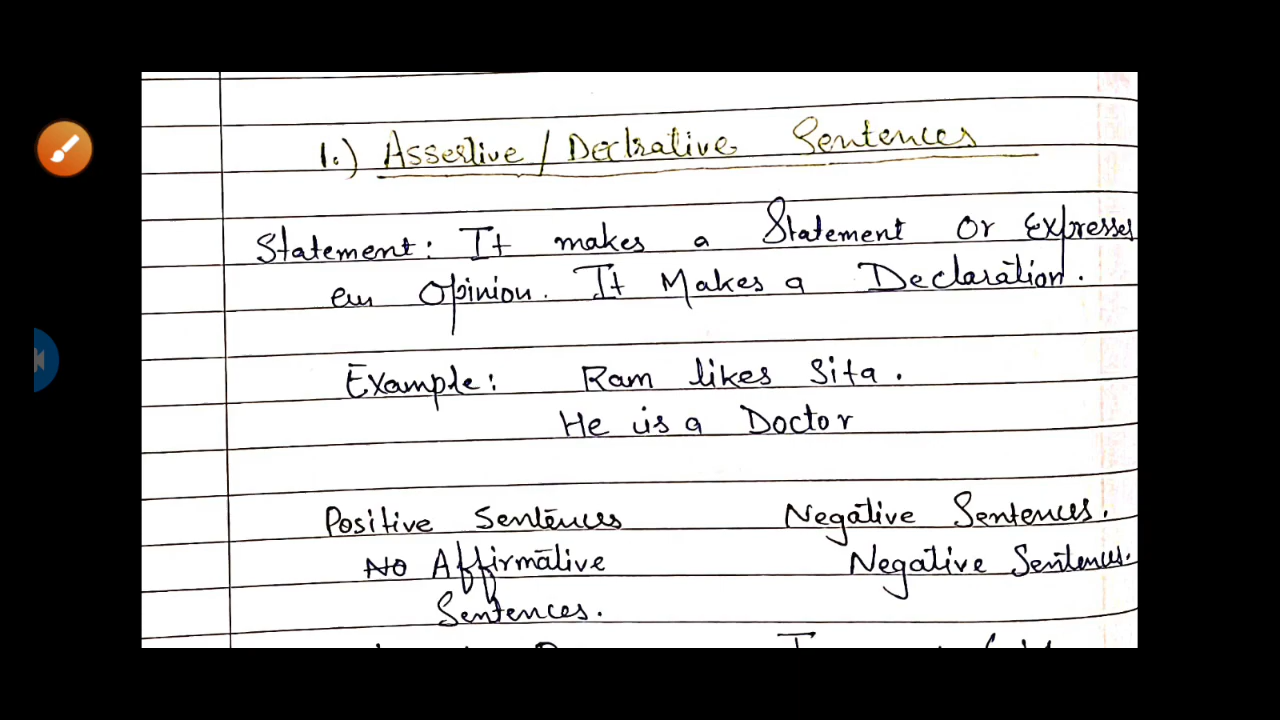 1.) Assertive / Declrative Sentences
Statement: It makes a Statement or Expresses
an Opinion. It Makes a Declaration.
Example: Ram likes Sita.
He is a Doctor
Positive Sentences Negative Sentences.
No Affirmative Negative Sentences.
Sentences.